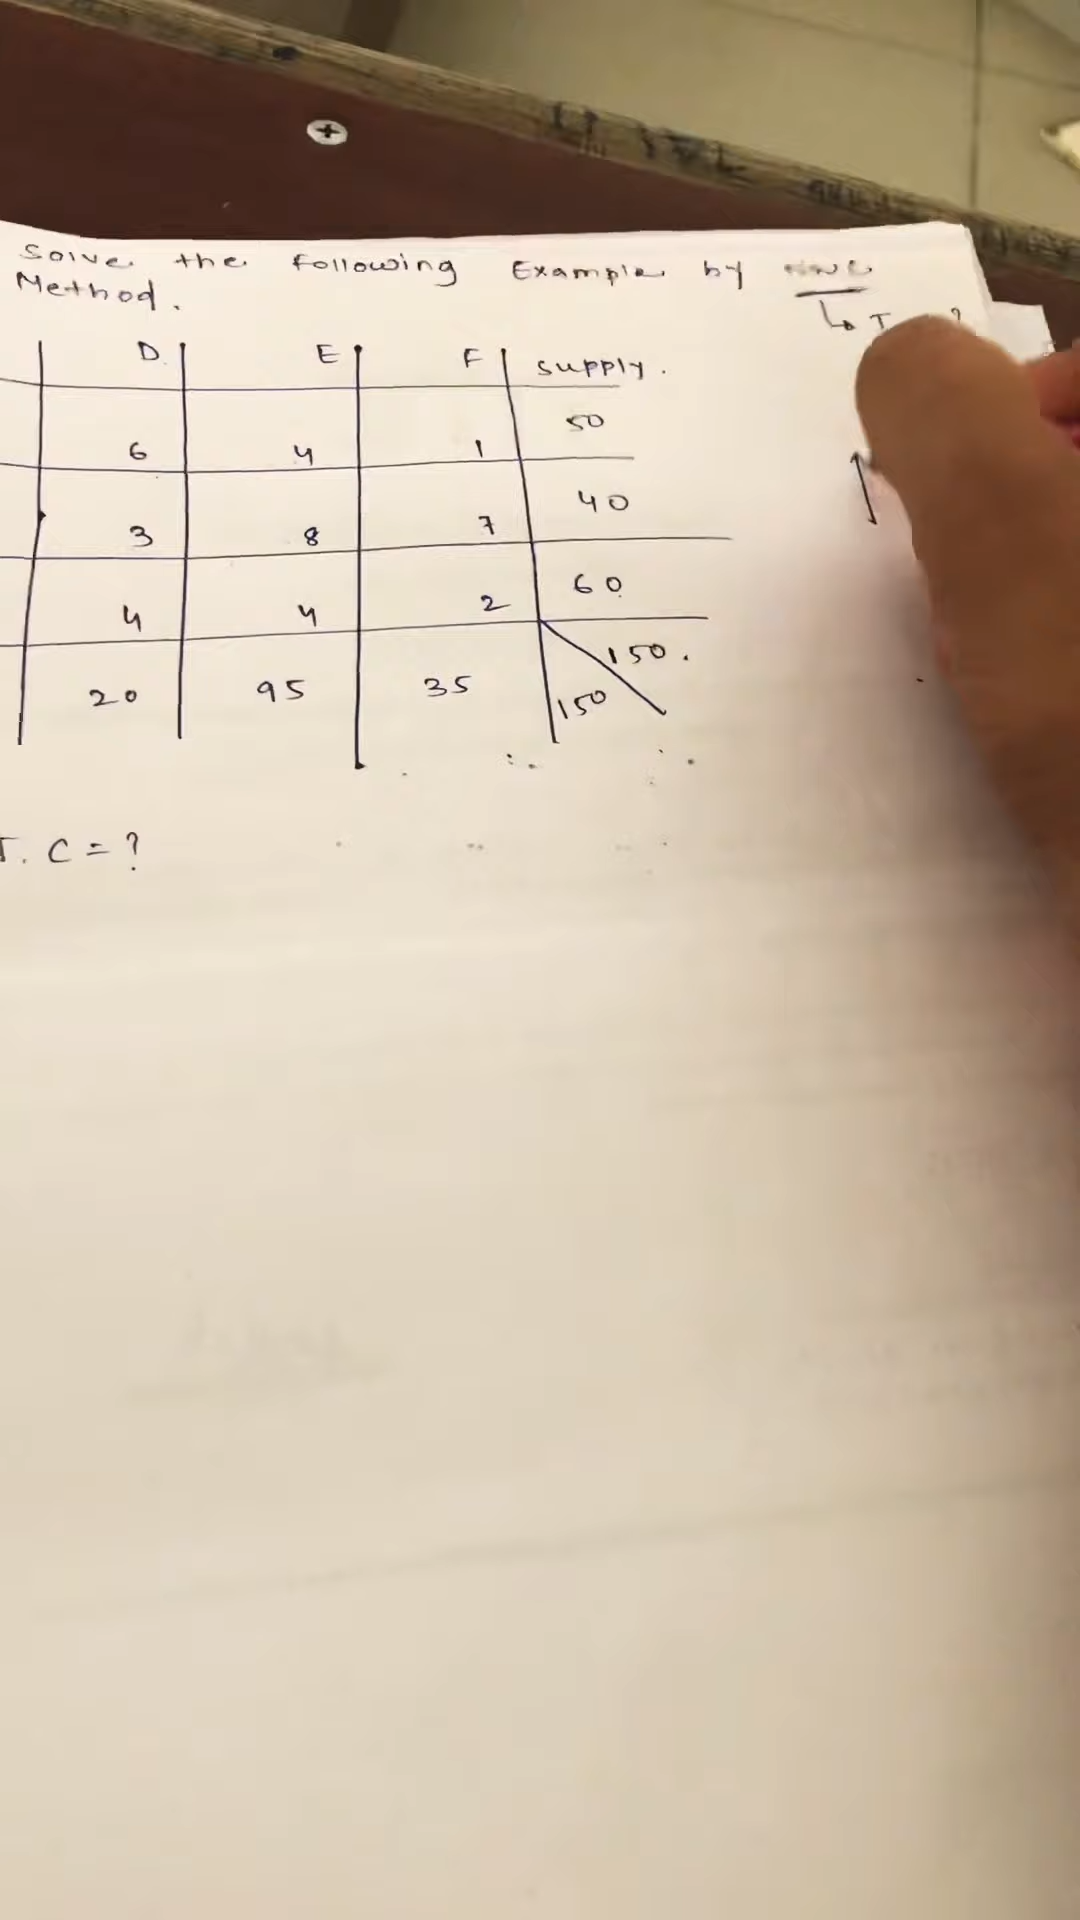 Solve the following Example by NWC
Method.
D E F Supply.
6 4 1 50
3 8 7 40
4 4 2 60
20 95 35 150 150.
T. C = ?